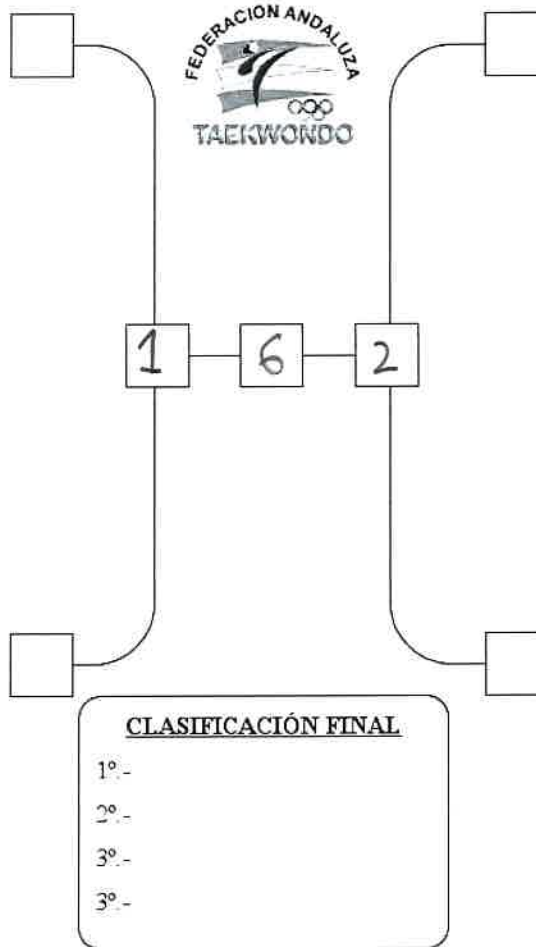 FEDERACION ANDALUZA
TAEKWONDO
1 6 2
CLASIFICACIÓN FINAL
1º.-
2º.-
3º.-
3º.-